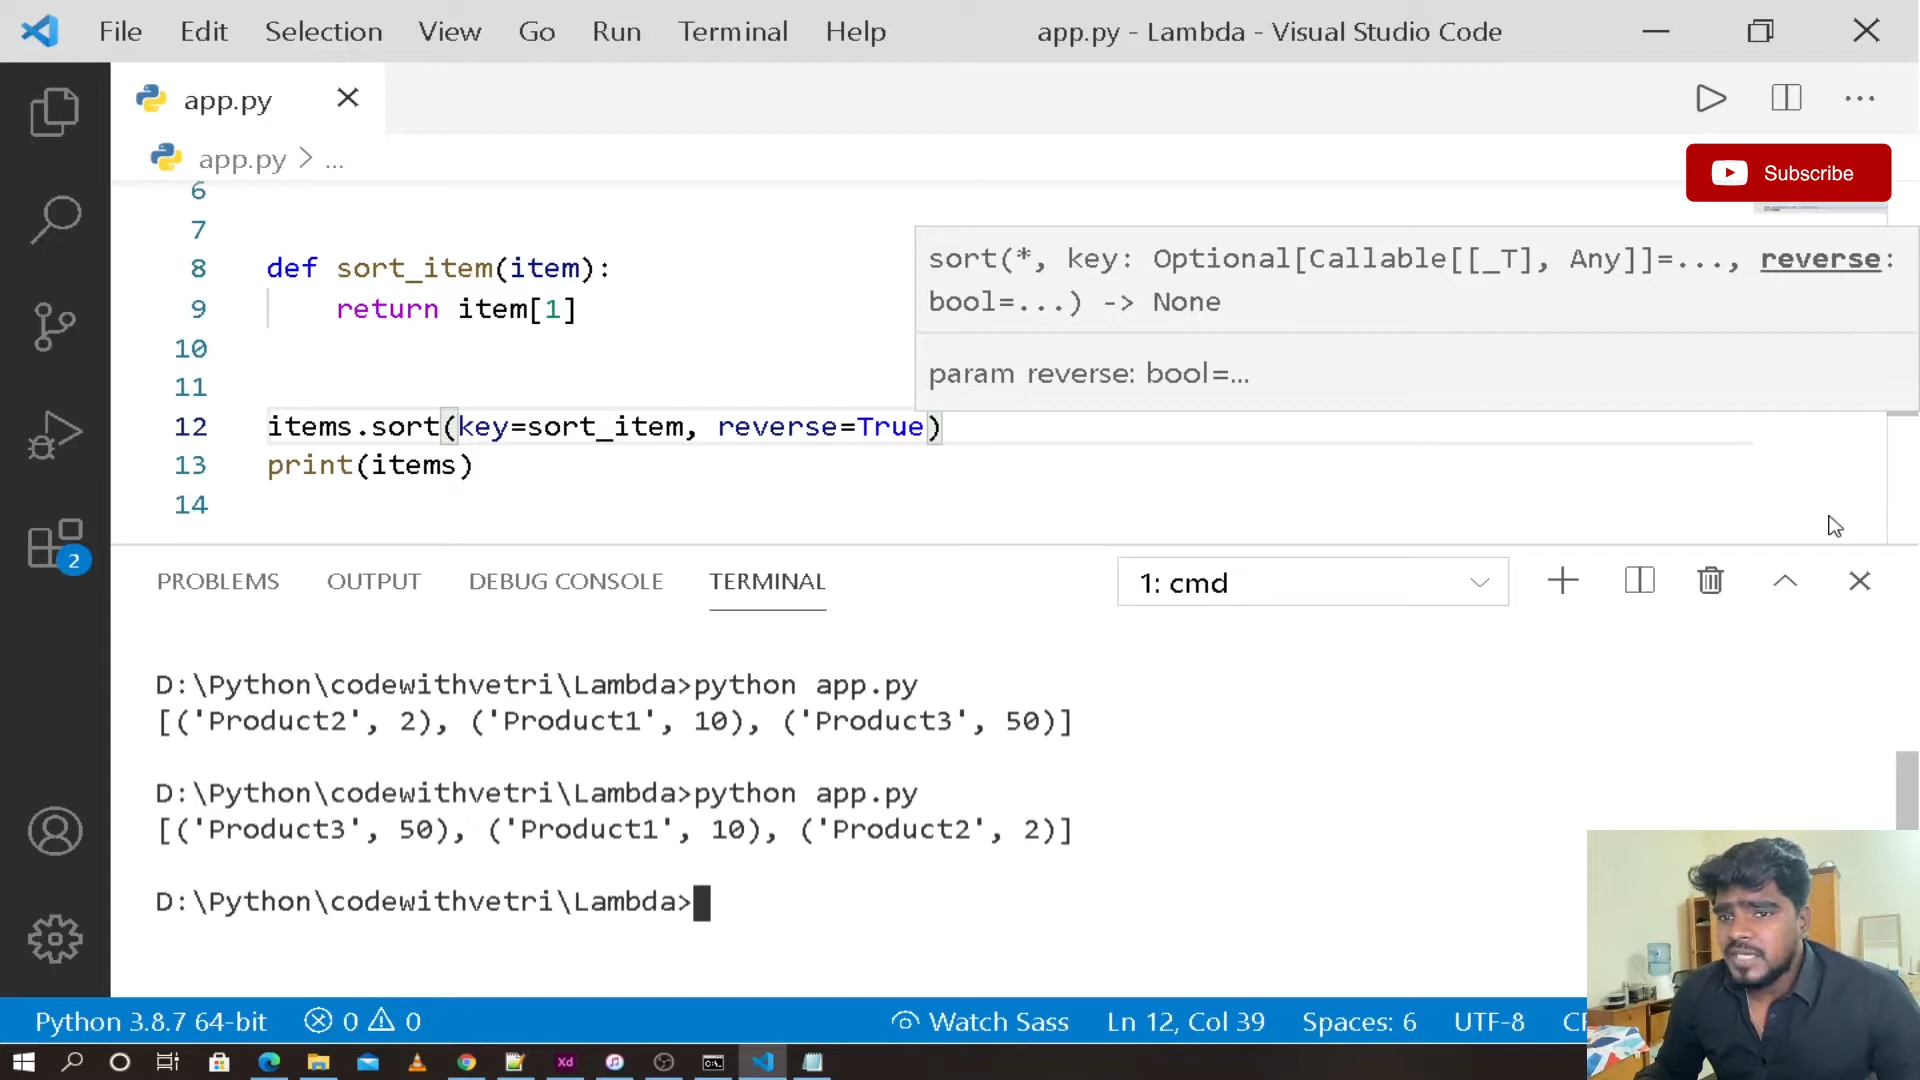 File Edit Selection View Go Run Terminal Help app.py - Lambda - Visual Studio Code
app.py
app.py > ...
Subscribe
6
7
8 def sort_item(item):
9 return item[1]
10
11
12 items.sort(key=sort_item, reverse=True)
13 print(items)
14
sort(*, key: Optional[Callable[[_T], Any]]=..., reverse:
bool=...) -> None
param reverse: bool=...
2
PROBLEMS OUTPUT DEBUG CONSOLE TERMINAL 1: cmd
D:\Python\codewithvetri\Lambda>python app.py
[('Product2', 2), ('Product1', 10), ('Product3', 50)]
D:\Python\codewithvetri\Lambda>python app.py
[('Product3', 50), ('Product1', 10), ('Product2', 2)]
D:\Python\codewithvetri\Lambda>
Python 3.8.7 64-bit 0 0 Watch Sass Ln 12, Col 39 Spaces: 6 UTF-8
Xd